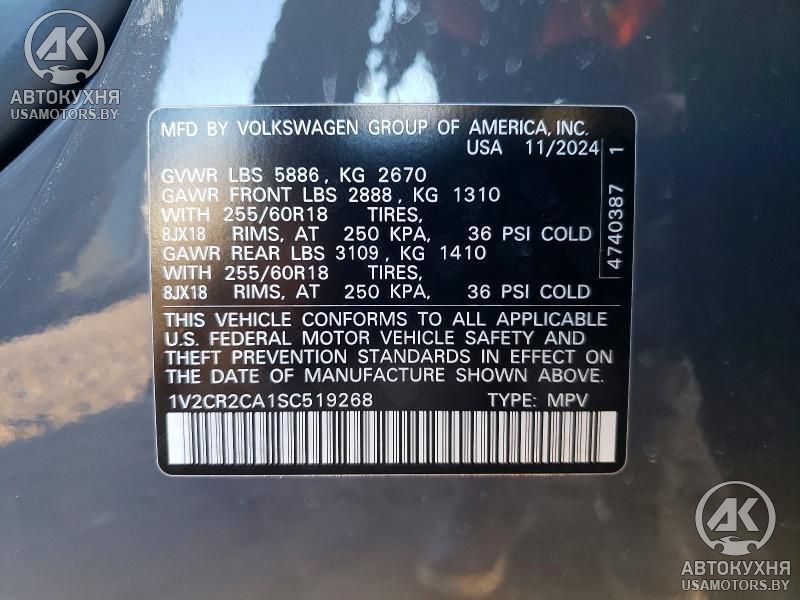 AK
АВТОКУХНЯ
USAMOTORS.BY
MFD BY VOLKSWAGEN GROUP OF AMERICA, INC.
USA 11/2024
GVWR LBS 5886, KG 2670
GAWR FRONT LBS 2888, KG 1310
WITH 255/60R18 TIRES,
8JX18 RIMS, AT 250 KPA, 36 PSI COLD
GAWR REAR LBS 3109, KG 1410
WITH 255/60R18 TIRES,
8JX18 RIMS, AT 250 KPA, 36 PSI COLD
THIS VEHICLE CONFORMS TO ALL APPLICABLE
U.S. FEDERAL MOTOR VEHICLE SAFETY AND
THEFT PREVENTION STANDARDS IN EFFECT ON
THE DATE OF MANUFACTURE SHOWN ABOVE.
1V2CR2CA1SC519268 TYPE: MPV
4740387 1
AK
АВТОКУХНЯ
USAMOTORS.BY